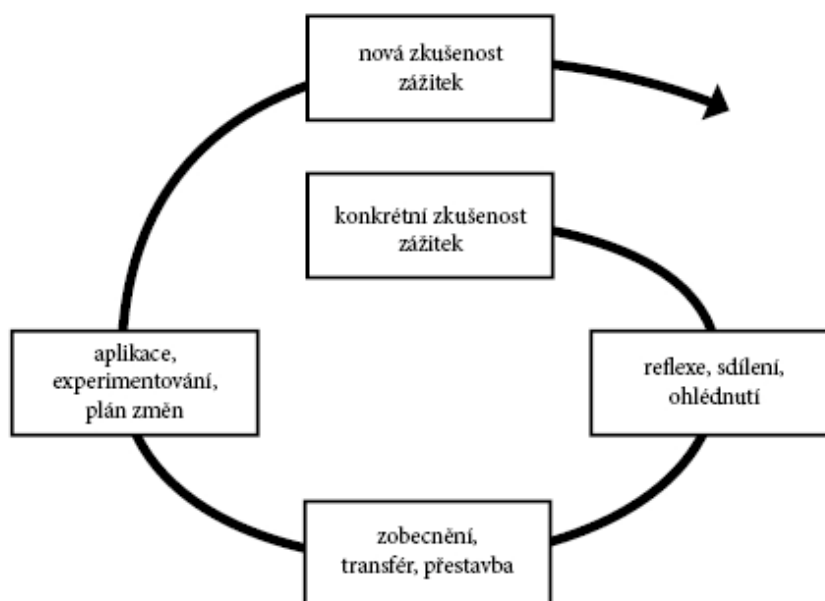 nová zkušenost
zážitek
konkrétní zkušenost
zážitek
aplikace,
experimentování,
plán změn
reflexe, sdílení,
ohlédnutí
zobecnění,
transfér, přestavba